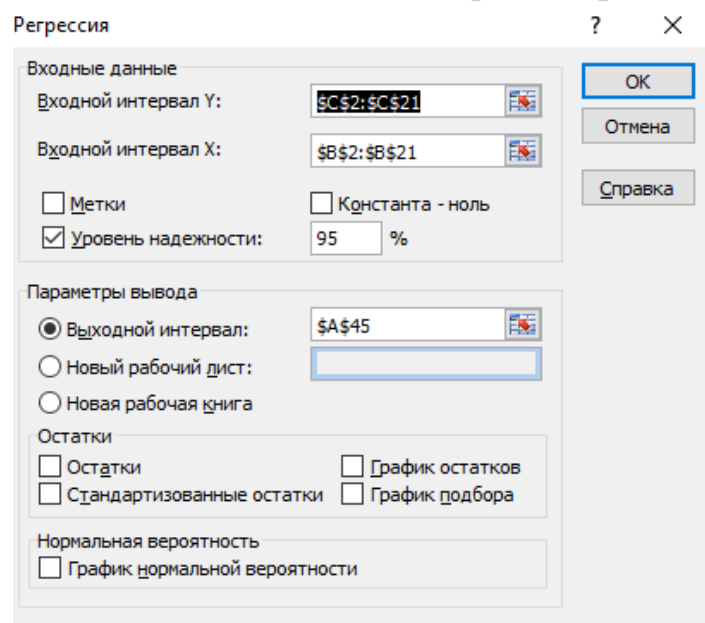 Регрессия ? ×
Входные данные
Входной интервал Y: $C$2:$C$21
Входной интервал X: $B$2:$B$21
Метки Константа - ноль
Уровень надежности: 95 %
ОК
Отмена
Справка
Параметры вывода
Выходной интервал: $A$45
Новый рабочий лист:
Новая рабочая книга
Остатки
Остатки График остатков
Стандартизованные остатки График подбора
Нормальная вероятность
График нормальной вероятности